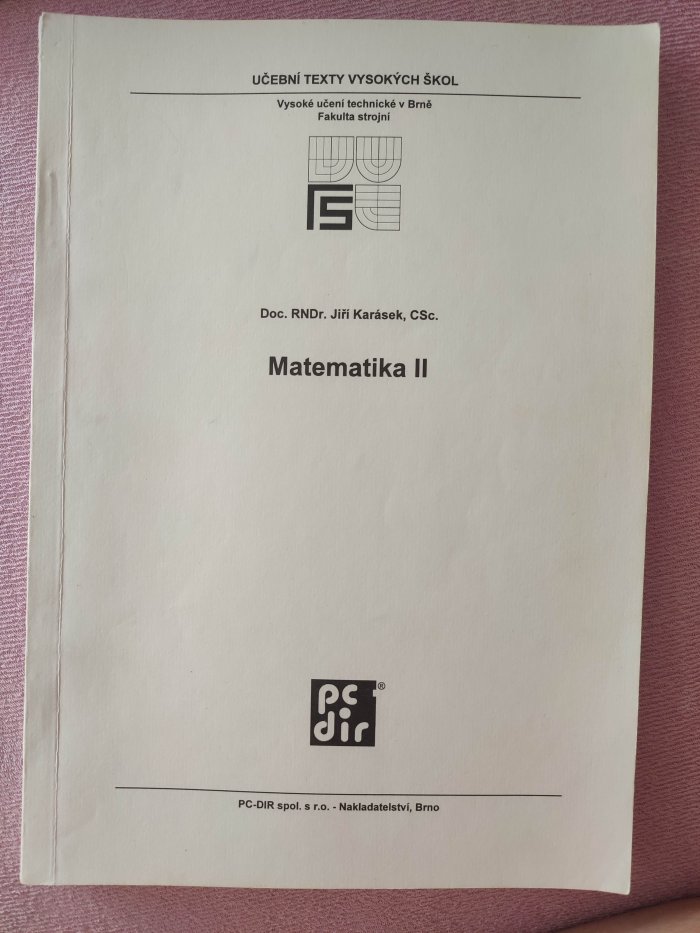 UČEBNÍ TEXTY VYSOKÝCH ŠKOL
Vysoké učení technické v Brně
Fakulta strojní
Doc. RNDr. Jiří Karásek, CSc.
Matematika II
pc ®
dir
PC-DIR spol. s r.o. - Nakladatelství, Brno